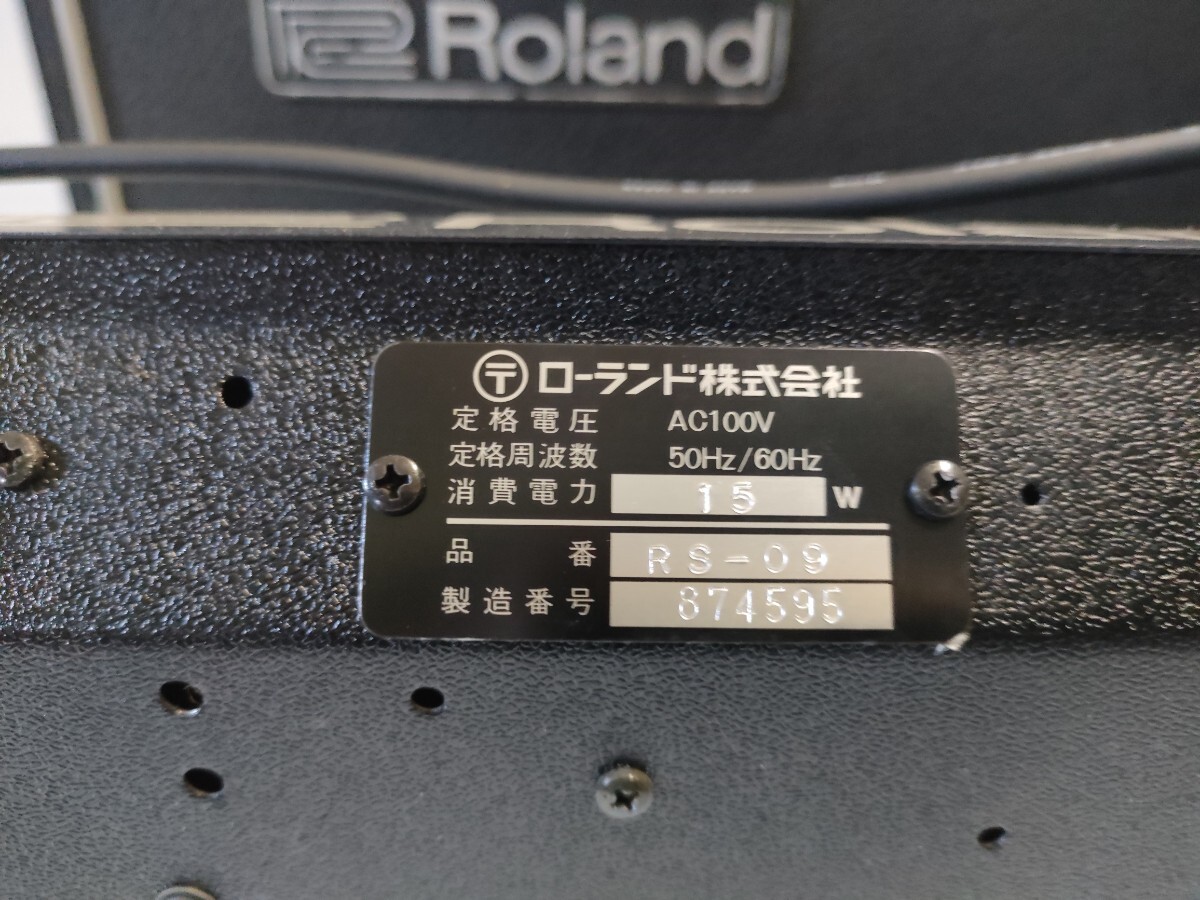 Roland
〒 ローランド株式会社
定格電圧 AC100V
定格周波数 50Hz/60Hz
消費電力 15 W
品番 RS-09
製造番号 874595